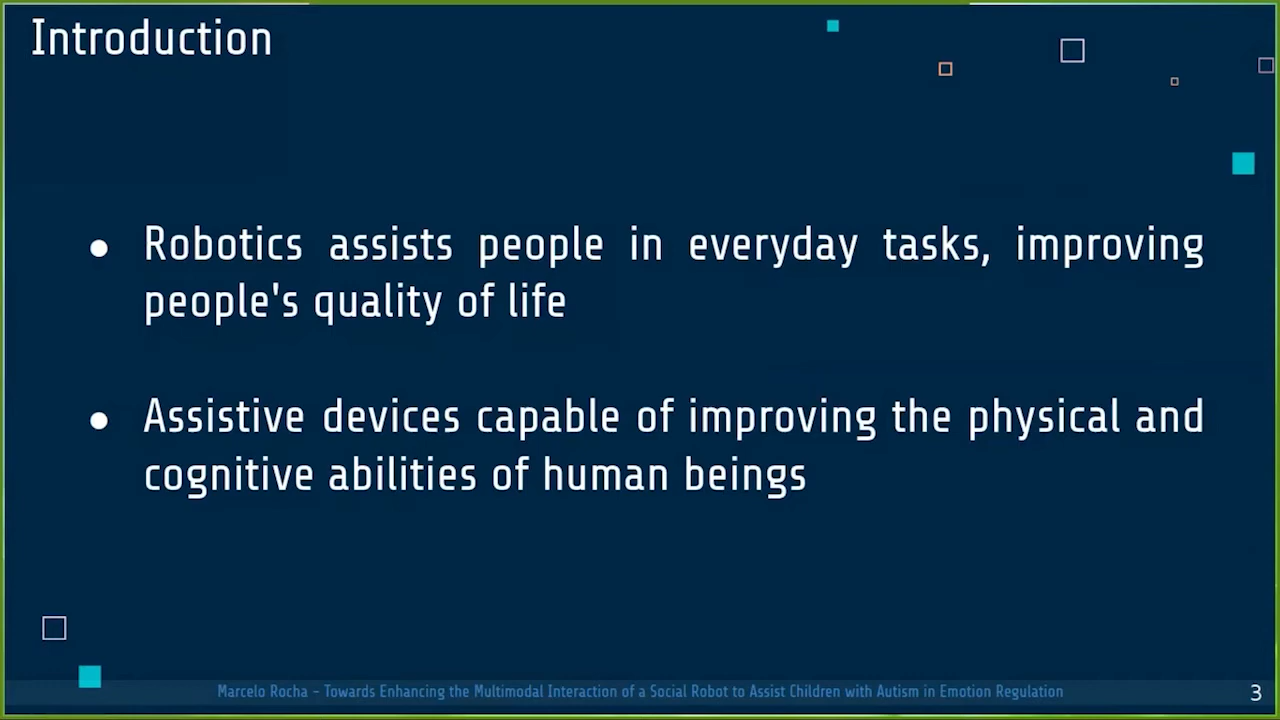 Introduction
● Robotics assists people in everyday tasks, improving
people's quality of life
● Assistive devices capable of improving the physical and
cognitive abilities of human beings
Marcelo Rocha – Towards Enhancing the Multimodal Interaction of a Social Robot to Assist Children with Autism in Emotion Regulation
3